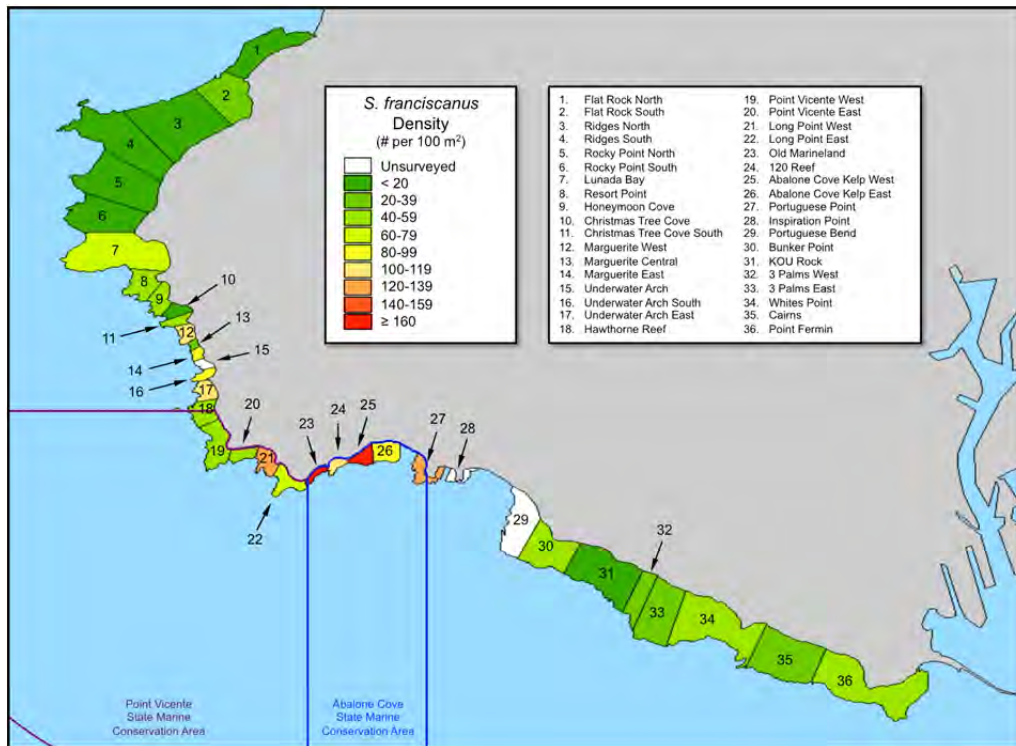 S. franciscanus
Density
(# per 100 m²)
Unsurveyed
< 20
20-39
40-59
60-79
80-99
100-119
120-139
140-159
≥ 160
1. Flat Rock North
2. Flat Rock South
3. Ridges North
4. Ridges South
5. Rocky Point North
6. Rocky Point South
7. Lunada Bay
8. Resort Point
9. Honeymoon Cove
10. Christmas Tree Cove
11. Christmas Tree Cove South
12. Marguerite West
13. Marguerite Central
14. Marguerite East
15. Underwater Arch
16. Underwater Arch South
17. Underwater Arch East
18. Hawthorne Reef
19. Point Vicente West
20. Point Vicente East
21. Long Point West
22. Long Point East
23. Old Marineland
24. 120 Reef
25. Abalone Cove Kelp West
26. Abalone Cove Kelp East
27. Portuguese Point
28. Inspiration Point
29. Portuguese Bend
30. Bunker Point
31. KOU Rock
32. 3 Palms West
33. 3 Palms East
34. Whites Point
35. Cairns
36. Point Fermin
1
2
3
4
5
6
7
8
9
10
11
12
13
14
15
16
17
18
19
20
21
22
23
24
25
26
27
28
29
30
31
32
33
34
35
36
Point Vicente
State Marine
Conservation Area
Abalone Cove
State Marine
Conservation Area